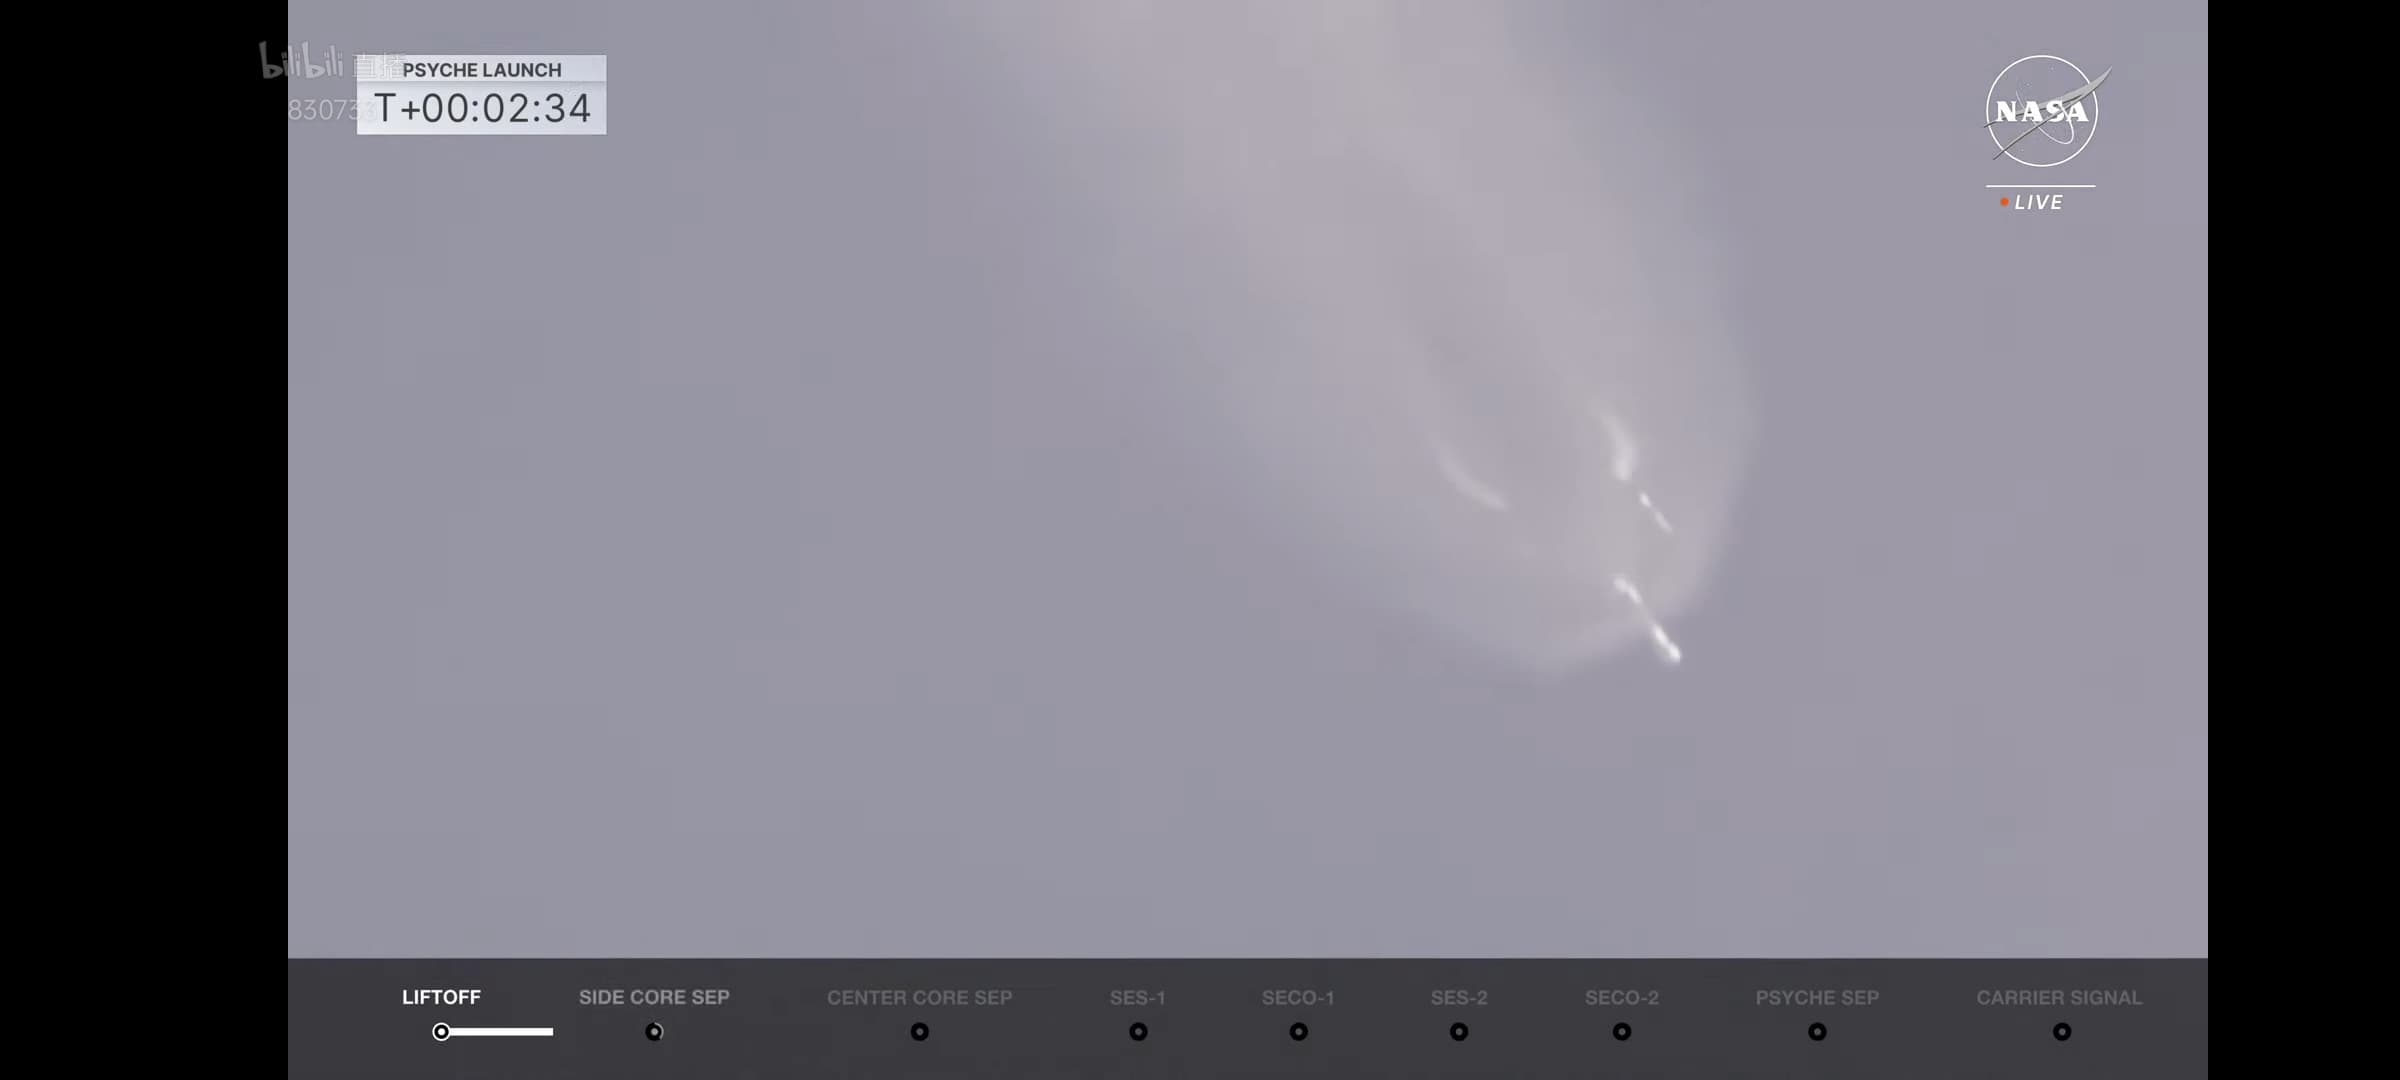 bilibili 直播
PSYCHE LAUNCH
T+00:02:34
NASA
LIVE
LIFTOFF
SIDE CORE SEP
CENTER CORE SEP
SES-1
SECO-1
SES-2
SECO-2
PSYCHE SEP
CARRIER SIGNAL